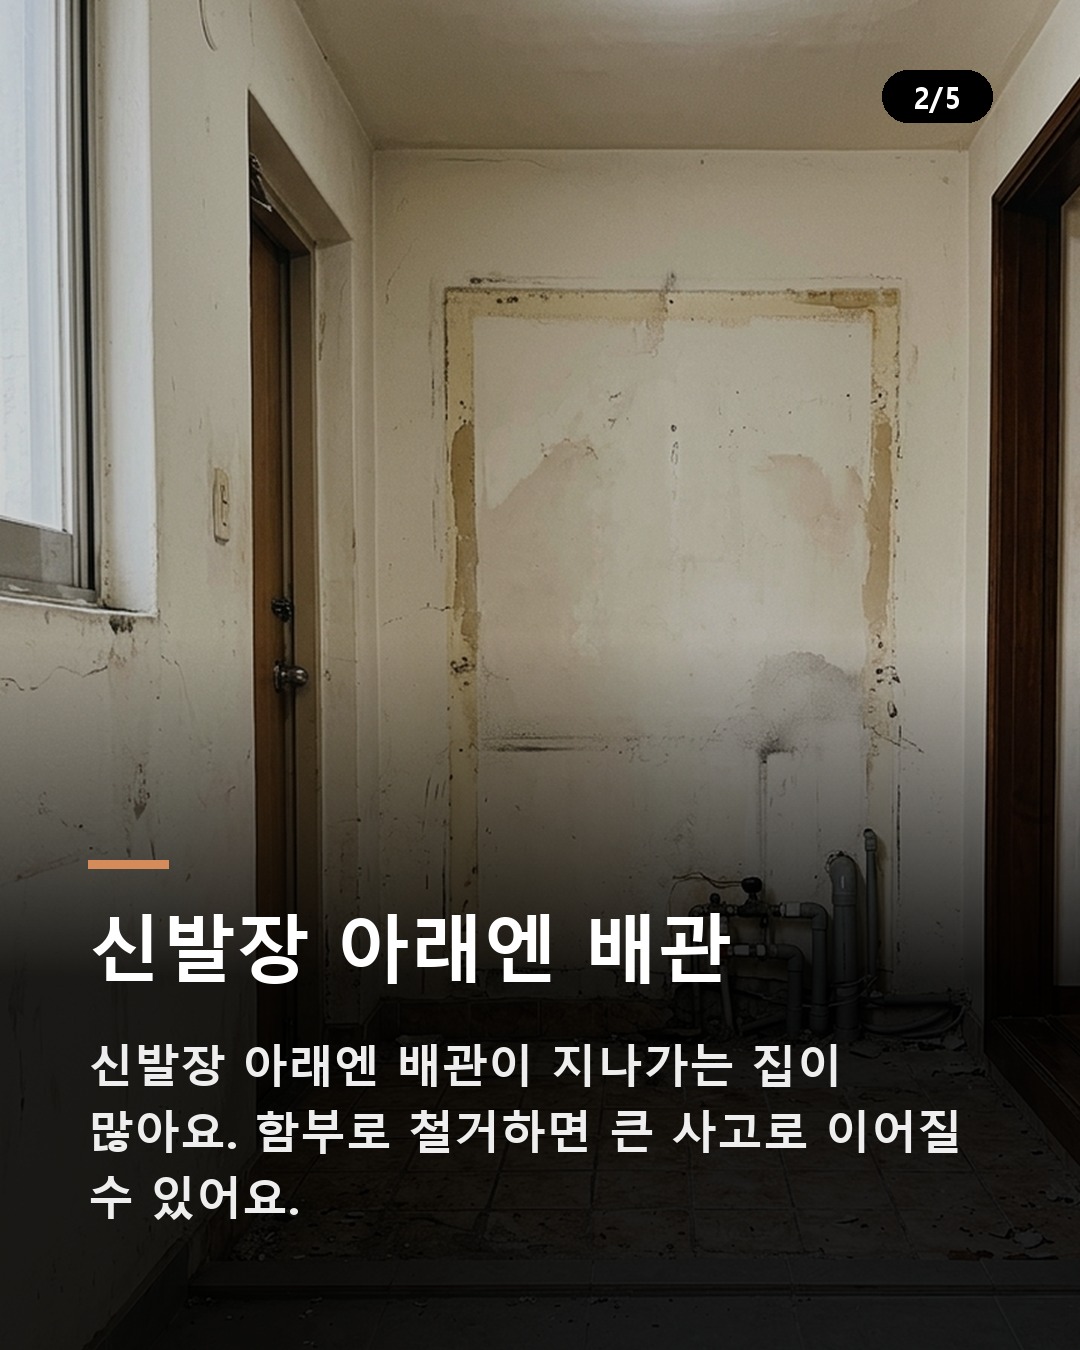 2/5
신발장 아래엔 배관
신발장 아래엔 배관이 지나가는 집이
많아요. 함부로 철거하면 큰 사고로 이어질
수 있어요.